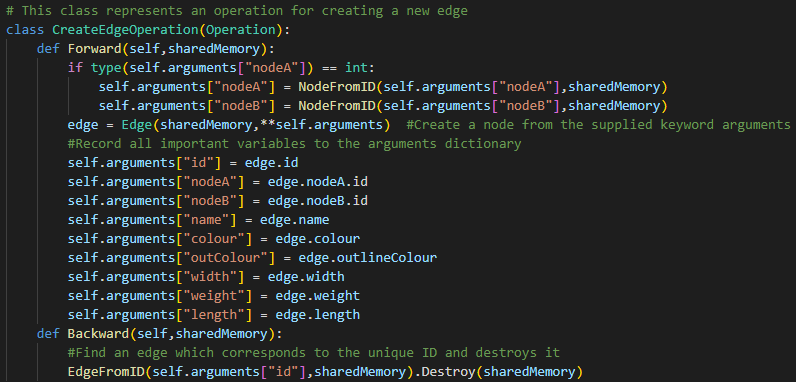 # This class represents an operation for creating a new edge
class CreateEdgeOperation(Operation):
    def Forward(self,sharedMemory):
        if type(self.arguments["nodeA"]) == int:
            self.arguments["nodeA"] = NodeFromID(self.arguments["nodeA"],sharedMemory)
            self.arguments["nodeB"] = NodeFromID(self.arguments["nodeB"],sharedMemory)
        edge = Edge(sharedMemory,**self.arguments)  #Create a node from the supplied keyword arguments
        #Record all important variables to the arguments dictionary
        self.arguments["id"] = edge.id
        self.arguments["nodeA"] = edge.nodeA.id
        self.arguments["nodeB"] = edge.nodeB.id
        self.arguments["name"] = edge.name
        self.arguments["colour"] = edge.colour
        self.arguments["outColour"] = edge.outlineColour
        self.arguments["width"] = edge.width
        self.arguments["weight"] = edge.weight
        self.arguments["length"] = edge.length
    def Backward(self,sharedMemory):
        #Find an edge which corresponds to the unique ID and destroys it
        EdgeFromID(self.arguments["id"],sharedMemory).Destroy(sharedMemory)